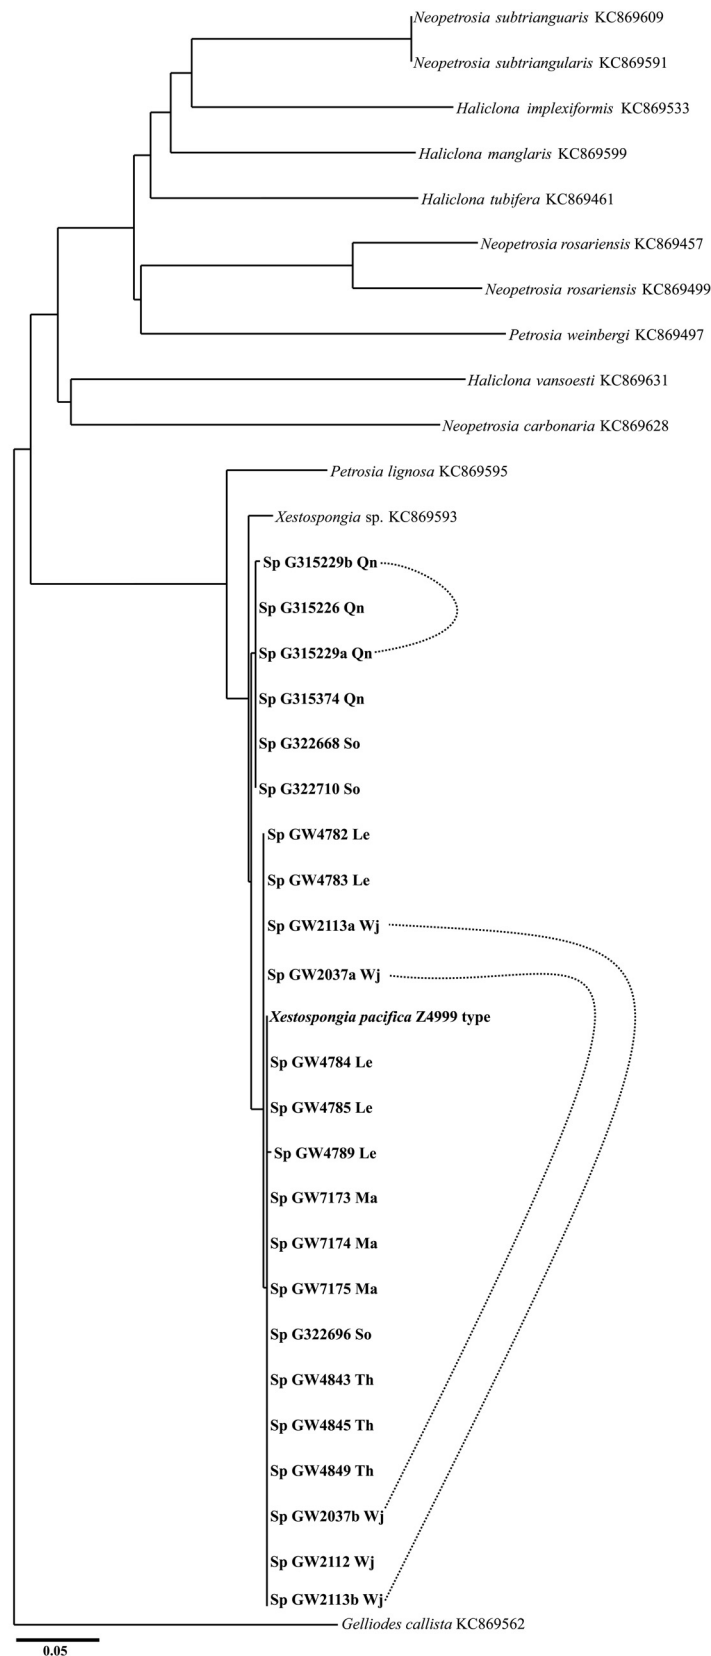 Neopetrosia subtrianguaris KC869609
Neopetrosia subtriangularis KC869591
Haliclona implexiformis KC869533
Haliclona manglaris KC869599
Haliclona tubifera KC869461
Neopetrosia rosariensis KC869457
Neopetrosia rosariensis KC869499
Petrosia weinbergi KC869497
Haliclona vansoesti KC869631
Neopetrosia carbonaria KC869628
Petrosia lignosa KC869595
Xestospongia sp. KC869593
Sp G315229b Qn
Sp G315226 Qn
Sp G315229a Qn
Sp G315374 Qn
Sp G322668 So
Sp G322710 So
Sp GW4782 Le
Sp GW4783 Le
Sp GW2113a Wj
Sp GW2037a Wj
Xestospongia pacifica Z4999 type
Sp GW4784 Le
Sp GW4785 Le
Sp GW4789 Le
Sp GW7173 Ma
Sp GW7174 Ma
Sp GW7175 Ma
Sp G322696 So
Sp GW4843 Th
Sp GW4845 Th
Sp GW4849 Th
Sp GW2037b Wj
Sp GW2112 Wj
Sp GW2113b Wj
Gelliodes callista KC869562
0.05